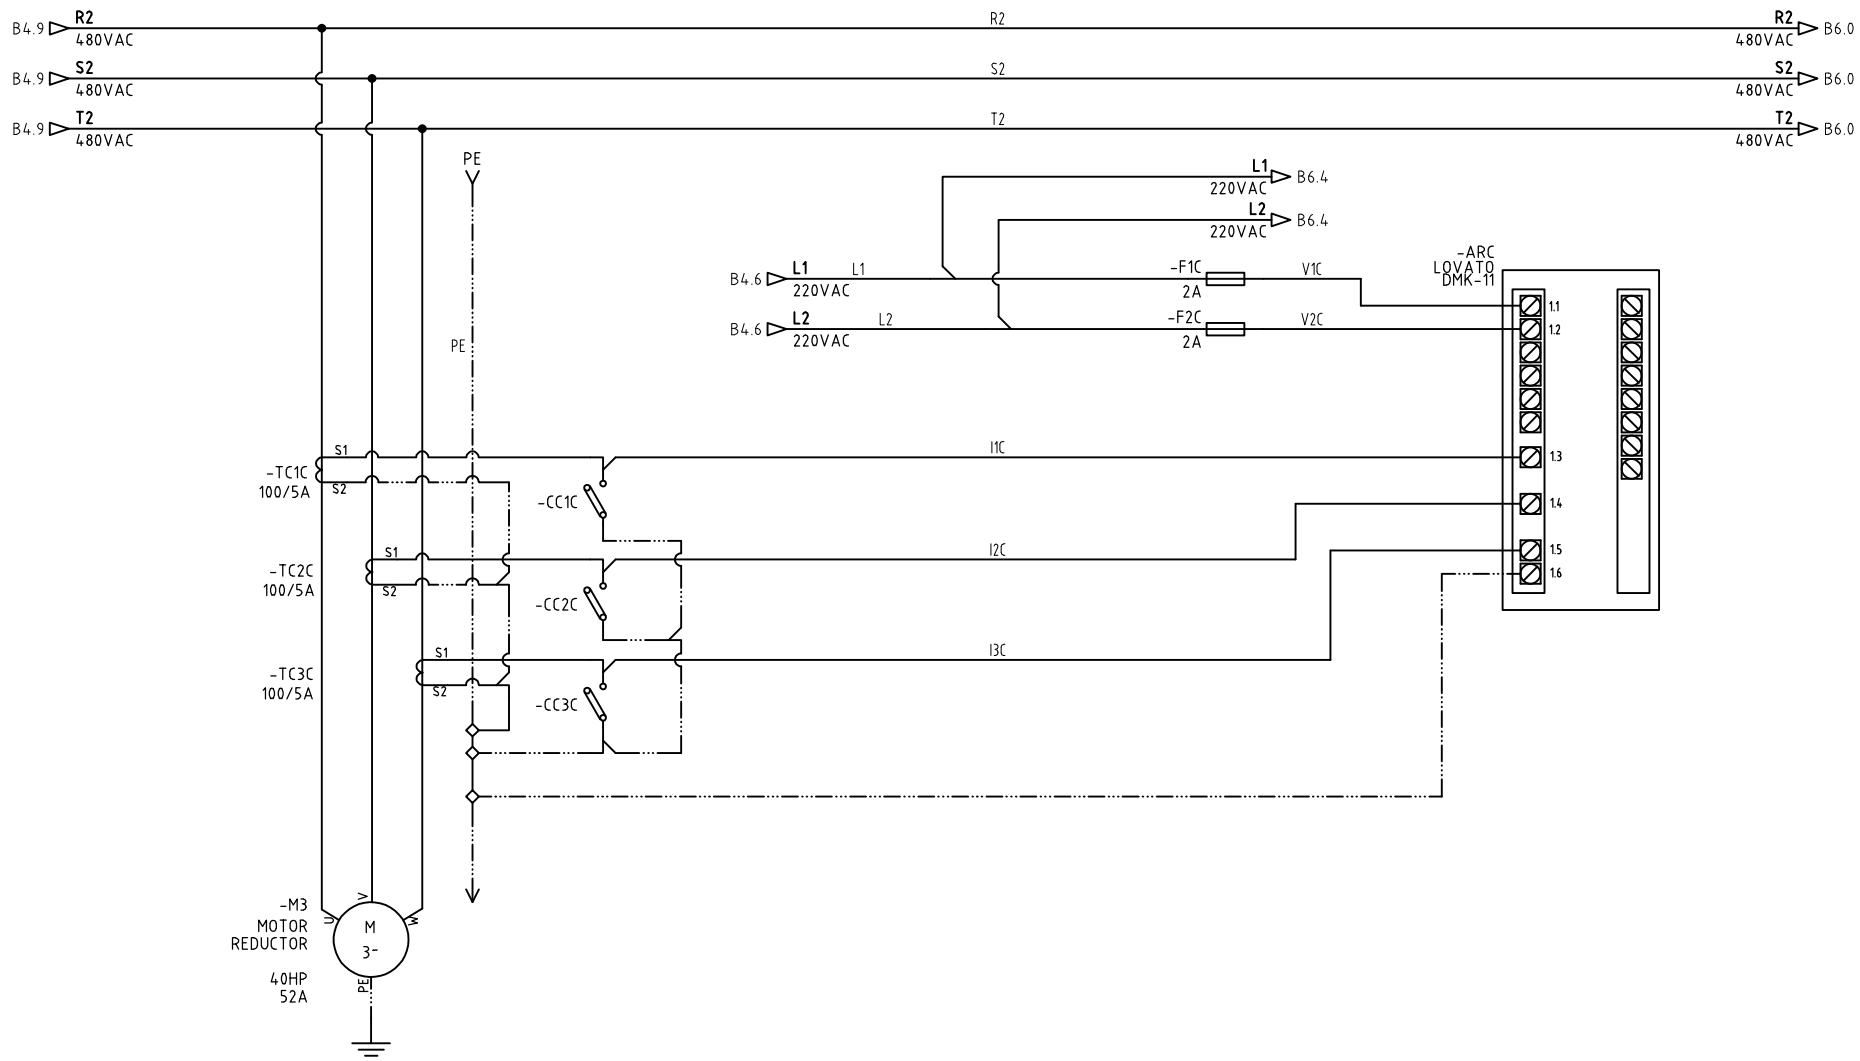 R2
B4.9
480VAC
R2
R2
480VAC
B6.0
S2
B4.9
480VAC
S2
S2
480VAC
B6.0
T2
B4.9
480VAC
T2
T2
480VAC
B6.0
PE
L1
220VAC
B6.4
L2
220VAC
B6.4
B4.6
L1
220VAC
L1
-F1C
2A
V1C
B4.6
L2
220VAC
L2
-F2C
2A
V2C
-ARC
LOVATO
DMK-11
1.1
1.2
1.3
1.4
1.5
1.6
PE
S1
S2
-TC1C
100/5A
-CC1C
I1C
S1
S2
-TC2C
100/5A
-CC2C
I2C
S1
S2
-TC3C
100/5A
-CC3C
I3C
-M3
MOTOR
REDUCTOR
40HP
52A
U
V
W
M
3~
PE